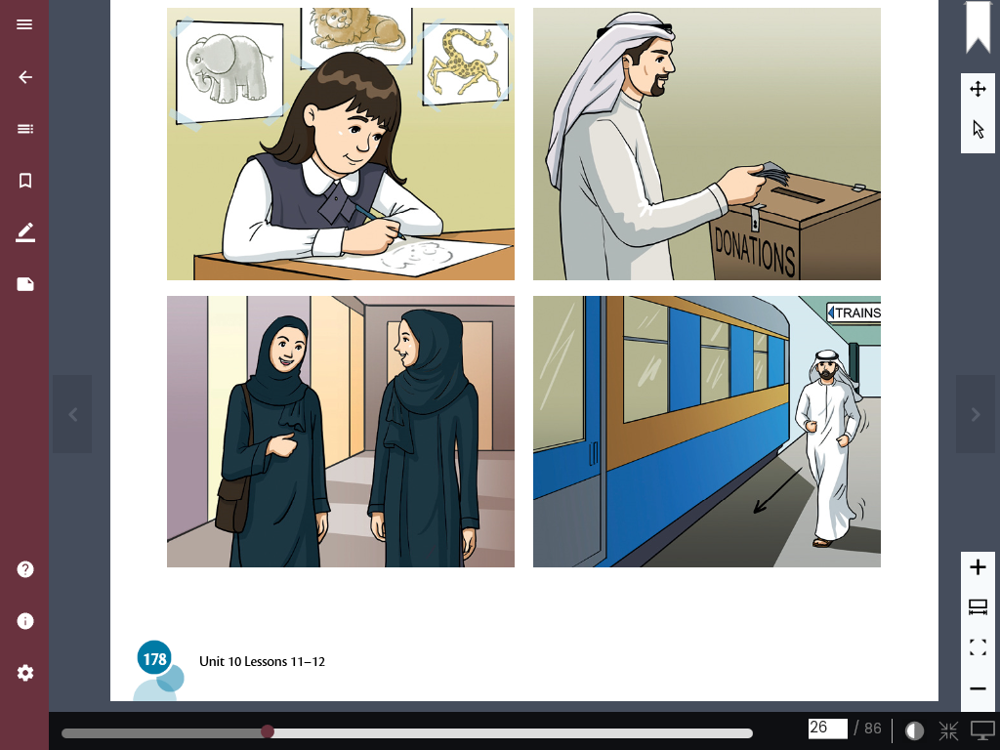 DONATIONS
TRAINS
178
Unit 10 Lessons 11–12
26 / 86